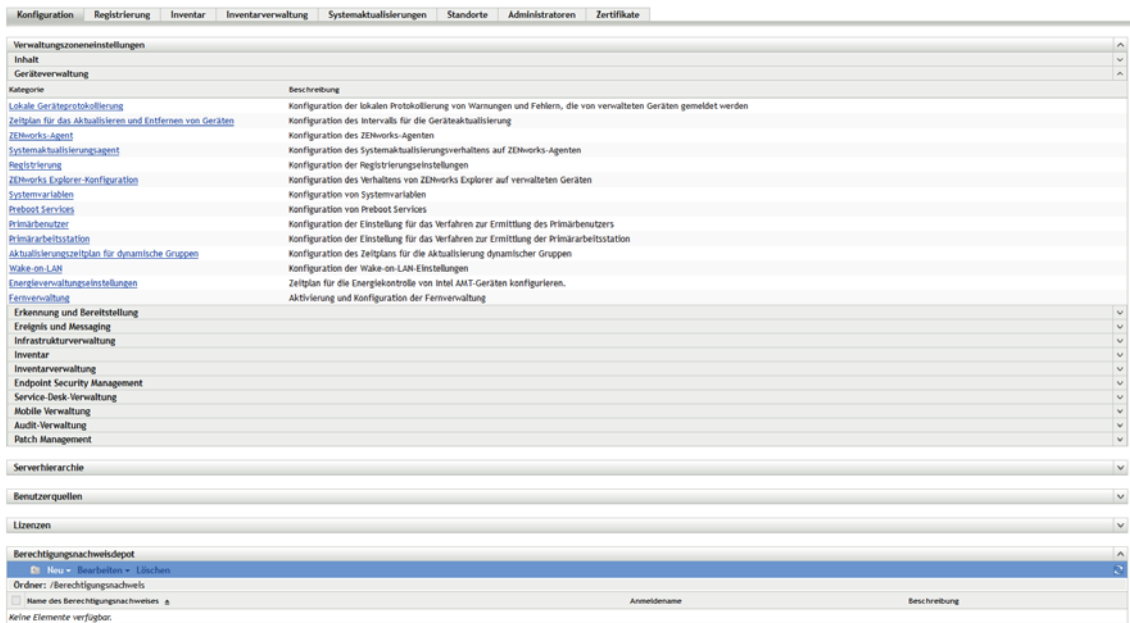 Konfiguration Registrierung Inventar Inventarverwaltung Systemaktualisierungen Standorte Administratoren Zertifikate
Verwaltungszoneneinstellungen
Inhalt
Geräteverwaltung
Kategorie Beschreibung
Lokale Geräteprotokollierung Konfiguration der lokalen Protokollierung von Warnungen und Fehlern, die von verwalteten Geräten gemeldet werden
Zeitplan für das Aktualisieren und Entfernen von Geräten Konfiguration des Intervalls für die Geräteaktualisierung
ZENworks-Agent Konfiguration des ZENworks-Agenten
Systemaktualisierungsagent Konfiguration des Systemaktualisierungsverhaltens auf ZENworks-Agenten
Registrierung Konfiguration der Registrierungseinstellungen
ZENworks Explorer-Konfiguration Konfiguration des Verhaltens von ZENworks Explorer auf verwalteten Geräten
Systemvariablen Konfiguration von Systemvariablen
Preboot Services Konfiguration von Preboot Services
Primärbenutzer Konfiguration der Einstellung für das Verfahren zur Ermittlung des Primärbenutzers
Primärarbeitsstation Konfiguration der Einstellung für das Verfahren zur Ermittlung der Primärarbeitsstation
Aktualisierungszeitplan für dynamische Gruppen Konfiguration des Zeitplans für die Aktualisierung dynamischer Gruppen
Wake-on-LAN Konfiguration der Wake-on-LAN-Einstellungen
Energieverwaltungseinstellungen Zeitplan für die Energiekontrolle von Intel AMT-Geräten konfigurieren.
Fernverwaltung Aktivierung und Konfiguration der Fernverwaltung
Erkennung und Bereitstellung
Ereignis und Messaging
Infrastrukturverwaltung
Inventar
Inventarverwaltung
Endpoint Security Management
Service-Desk-Verwaltung
Mobile Verwaltung
Audit-Verwaltung
Patch Management
Serverhierarchie
Benutzerquellen
Lizenzen
Berechtigungsnachweisdepot
Neu Bearbeiten Löschen
Ordner: /Berechtigungsnachweis
Name des Berechtigungsnachweises Anmeldename Beschreibung
Keine Elemente verfügbar.